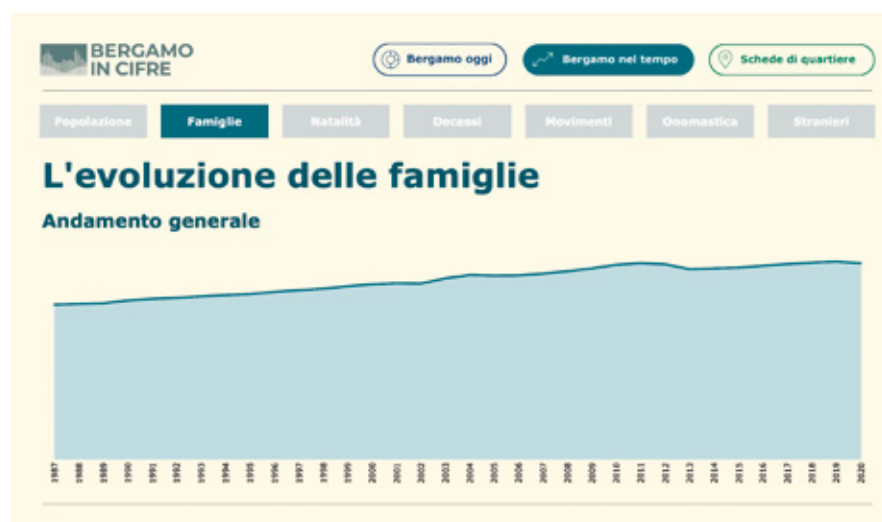 BERGAMO
IN CIFRE
Bergamo oggi
Bergamo nel tempo
Schede di quartiere
Popolazione
Famiglie
Natalità
Decessi
Movimenti
Onomastica
Stranieri
L'evoluzione delle famiglie
Andamento generale
1987 1988 1989 1990 1991 1992 1993 1994 1995 1996 1997 1998 1999 2000 2001 2002 2003 2004 2005 2006 2007 2008 2009 2010 2011 2012 2013 2014 2015 2016 2017 2018 2019 2020